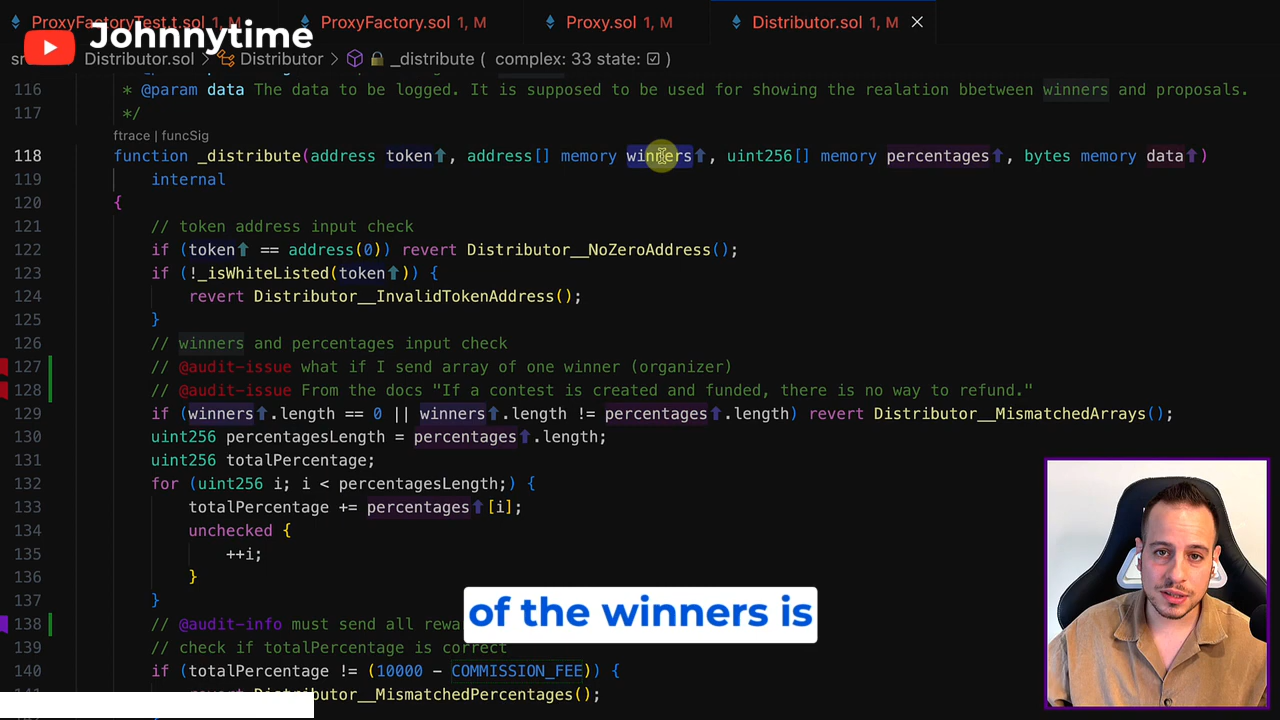 ProxyFactoryTest.t.sol 1, M
ProxyFactory.sol 1, M
Proxy.sol 1, M
Distributor.sol 1, M
Johnnytime
Distributor.sol > Distributor > _distribute ( complex: 33 state: )
116 * @param data The data to be logged. It is supposed to be used for showing the realation bbetween winners and proposals.
117 */
ftrace | funcSig
118 function _distribute(address token↑, address[] memory winners↑, uint256[] memory percentages↑, bytes memory data↑)
119 internal
120 {
121 // token address input check
122 if (token↑ == address(0)) revert Distributor__NoZeroAddress();
123 if (!_isWhiteListed(token↑)) {
124 revert Distributor__InvalidTokenAddress();
125 }
126 // winners and percentages input check
127 // @audit-issue what if I send array of one winner (organizer)
128 // @audit-issue From the docs "If a contest is created and funded, there is no way to refund."
129 if (winners↑.length == 0 || winners↑.length != percentages↑.length) revert Distributor__MismatchedArrays();
130 uint256 percentagesLength = percentages↑.length;
131 uint256 totalPercentage;
132 for (uint256 i; i < percentagesLength;) {
133 totalPercentage += percentages↑[i];
134 unchecked {
135 ++i;
136 }
137 }
138 // @audit-info must send all rewa
139 // check if totalPercentage is correct
140 if (totalPercentage != (10000 - COMMISSION_FEE)) {
Distributor__MismatchedPercentages();
of the winners is